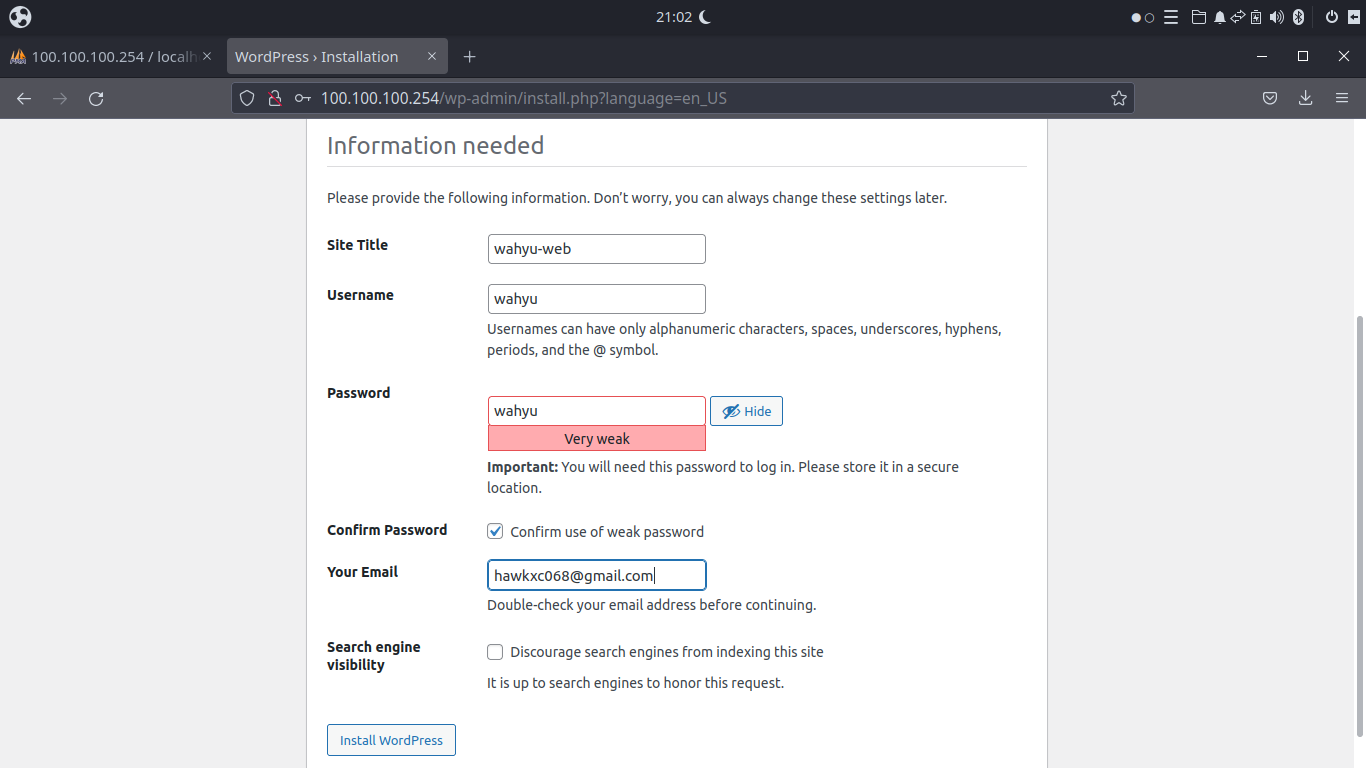 21:02
100.100.100.254 / localh
WordPress › Installation
100.100.100.254/wp-admin/install.php?language=en_US
Information needed
Please provide the following information. Don’t worry, you can always change these settings later.
Site Title
wahyu-web
Username
wahyu
Usernames can have only alphanumeric characters, spaces, underscores, hyphens,
periods, and the @ symbol.
Password
wahyu
Hide
Very weak
Important: You will need this password to log in. Please store it in a secure
location.
Confirm Password
Confirm use of weak password
Your Email
hawkxc068@gmail.com
Double-check your email address before continuing.
Search engine
visibility
Discourage search engines from indexing this site
It is up to search engines to honor this request.
Install WordPress